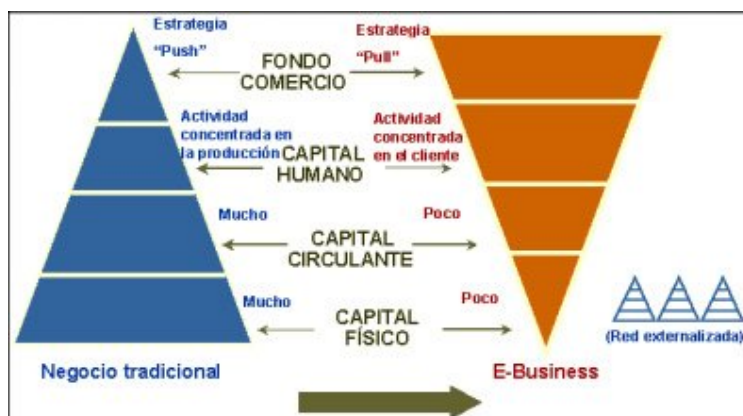 Estrategia
"Push"
FONDO
COMERCIO
Estrategia
"Pull"
Actividad
concentrada en
la producción
CAPITAL
HUMANO
Actividad
concentrada
en el cliente
Mucho
CAPITAL
CIRCULANTE
Poco
Mucho
CAPITAL
FÍSICO
Poco
(Red externalizada)
Negocio tradicional
E-Business